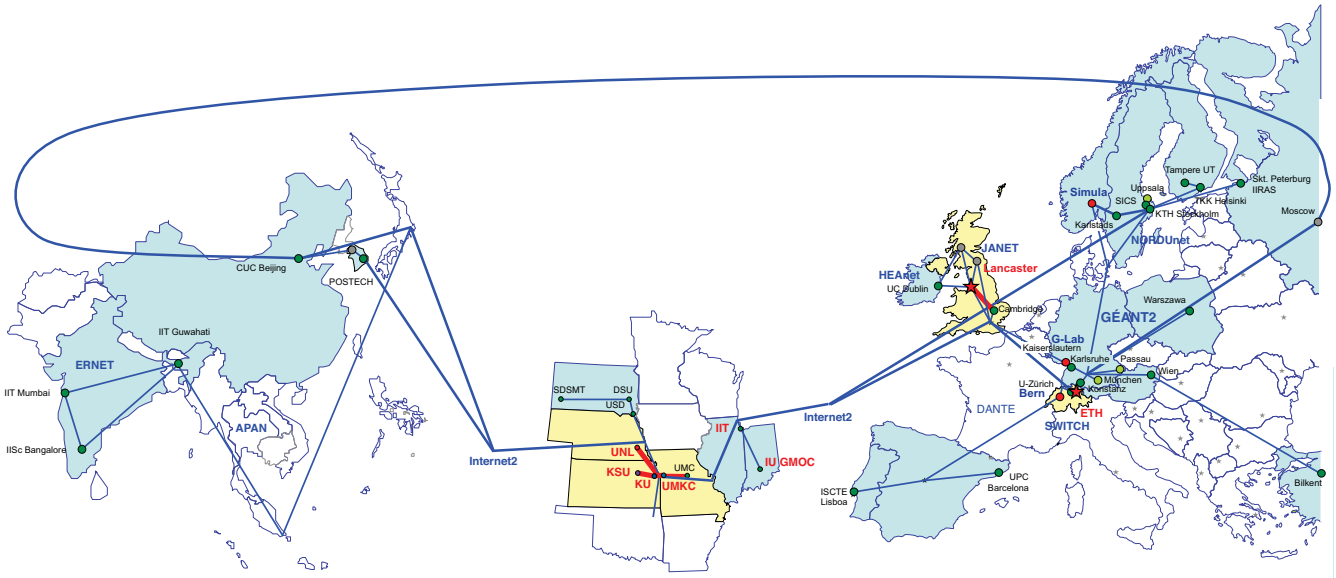 CUC Beijing
POSTECH
IIT Guwahati
ERNET
IIT Mumbai
APAN
IISc Bangalore
Internet2
SDSMT
DSU
USD
UNL
KSU
KU
UMKC
UMC
IIT
IU GMOC
Internet2
Tampere UT
Skt. Peterburg
IIRAS
Simula
Uppsala
SICS
TKK Helsinki
KTH Stockholm
Karlstads
Moscow
NORDUnet
JANET
Lancaster
HEAnet
UC Dublin
Cambridge
Warszawa
GÉANT2
G-Lab
Kaiserslautern
Karlsruhe
Passau
Wien
München
Konstanz
U-Zürich
Bern
ETH
DANTE
SWITCH
UPC
Barcelona
ISCTE
Lisboa
Bilkent